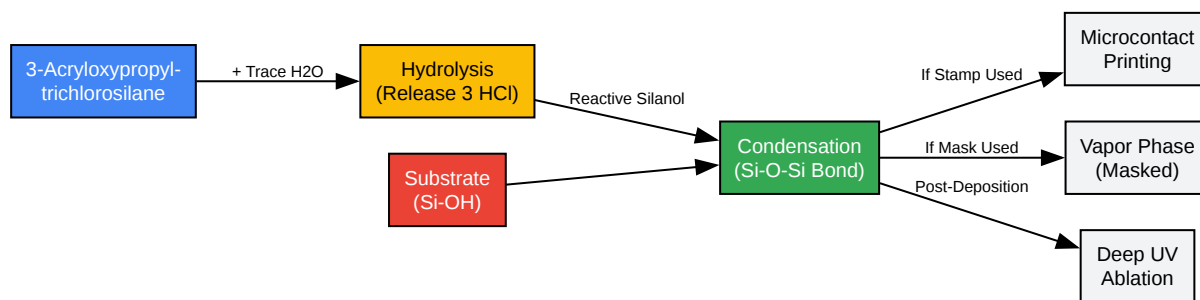 3-Acryloxypropyl-
trichlorosilane
+ Trace H2O
Hydrolysis
(Release 3 HCl)
Reactive Silanol
Substrate
(Si-OH)
Condensation
(Si-O-Si Bond)
If Stamp Used
Microcontact
Printing
If Mask Used
Vapor Phase
(Masked)
Post-Deposition
Deep UV
Ablation